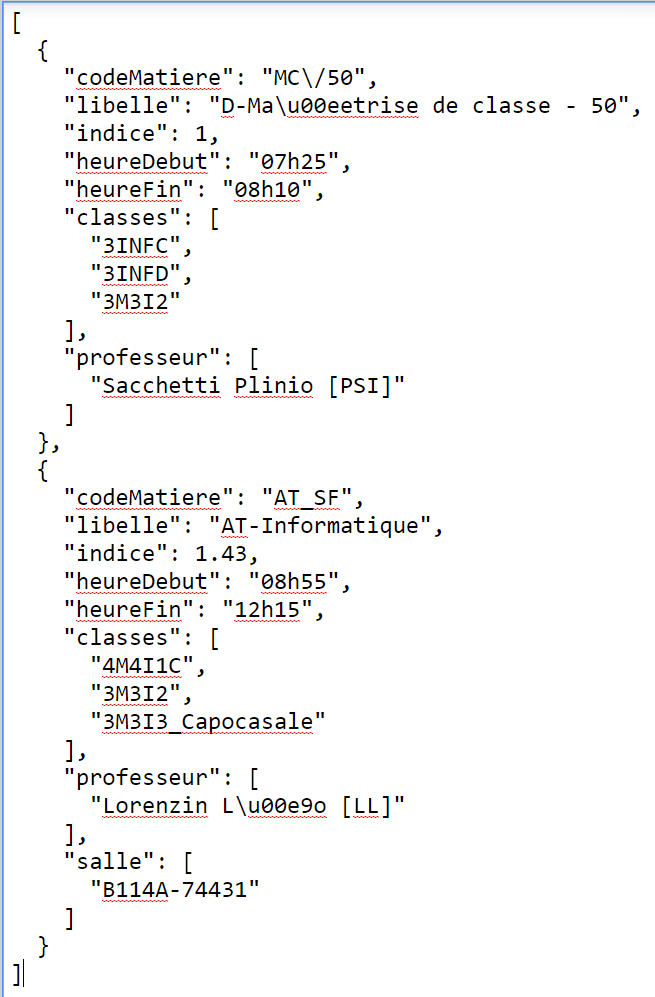 [
  {
    "codeMatiere": "MC\/50",
    "libelle": "D-Ma\u00eetrise de classe - 50",
    "indice": 1,
    "heureDebut": "07h25",
    "heureFin": "08h10",
    "classes": [
      "3INFC",
      "3INFD",
      "3M3I2"
    ],
    "professeur": [
      "Sacchetti Plinio [PSI]"
    ]
  },
  {
    "codeMatiere": "AT_SF",
    "libelle": "AT-Informatique",
    "indice": 1.43,
    "heureDebut": "08h55",
    "heureFin": "12h15",
    "classes": [
      "4M4I1C",
      "3M3I2",
      "3M3I3_Capocasale"
    ],
    "professeur": [
      "Lorenzin L\u00e9o [LL]"
    ],
    "salle": [
      "B114A-74431"
    ]
  }
]